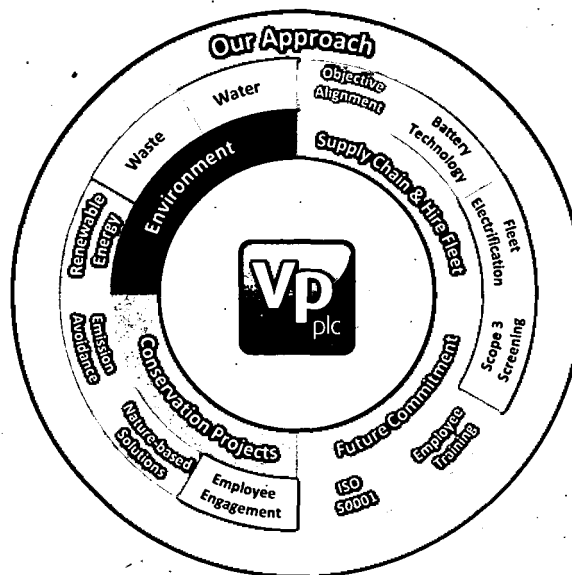 Our Approach
Objective
Alignment
Battery
Technology
Fleet
Electrification
Scope 3
Screening
Employee
Training
ISO
50001
Employee
Engagement
Nature-based
Solutions
Emission
Avoidance
Renewable
Energy
Waste
Water
Environment
Supply Chain & Hire Fleet
Future Commitment
Conservation Projects
Vp
plc